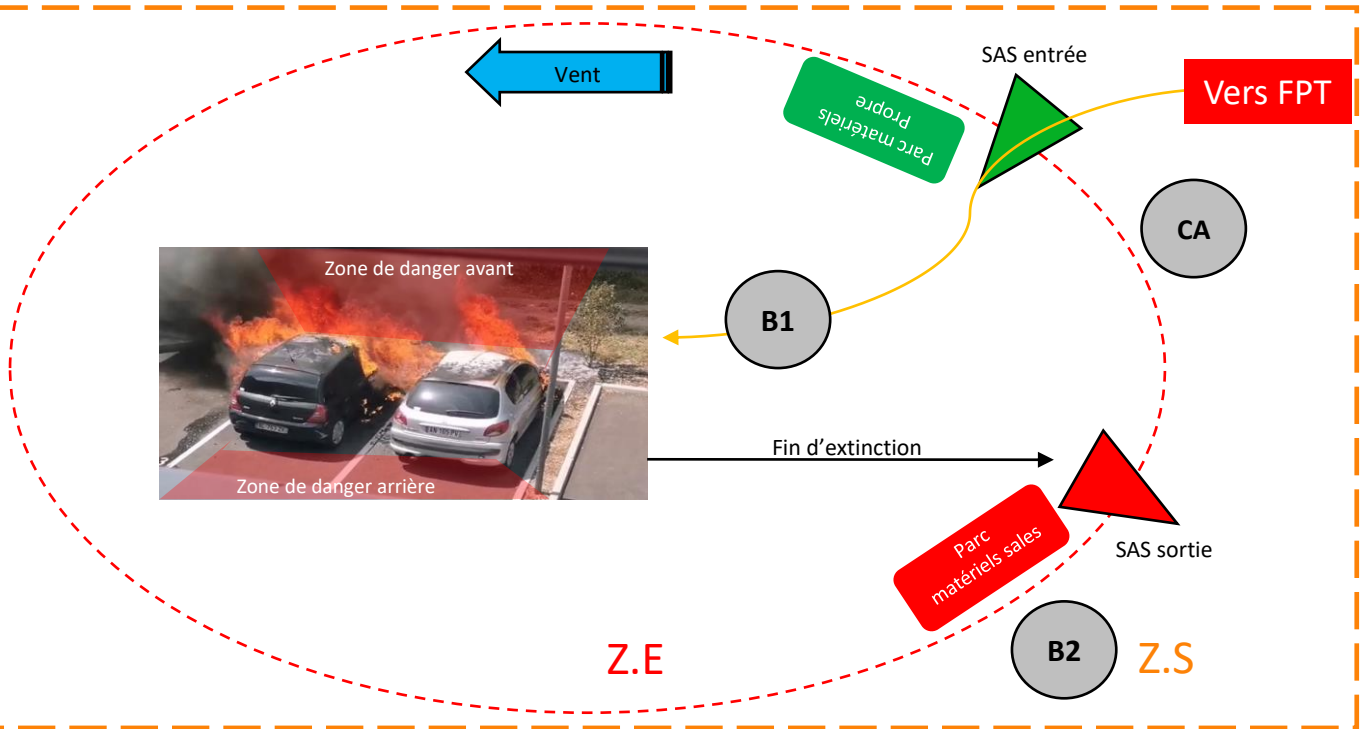 SAS entrée
Vent
Vers FPT
Parc matériels
Propre
CA
Zone de danger avant
B1
Fin d’extinction
Zone de danger arrière
Parc
matériels sales
SAS sortie
Z.E
B2
Z.S